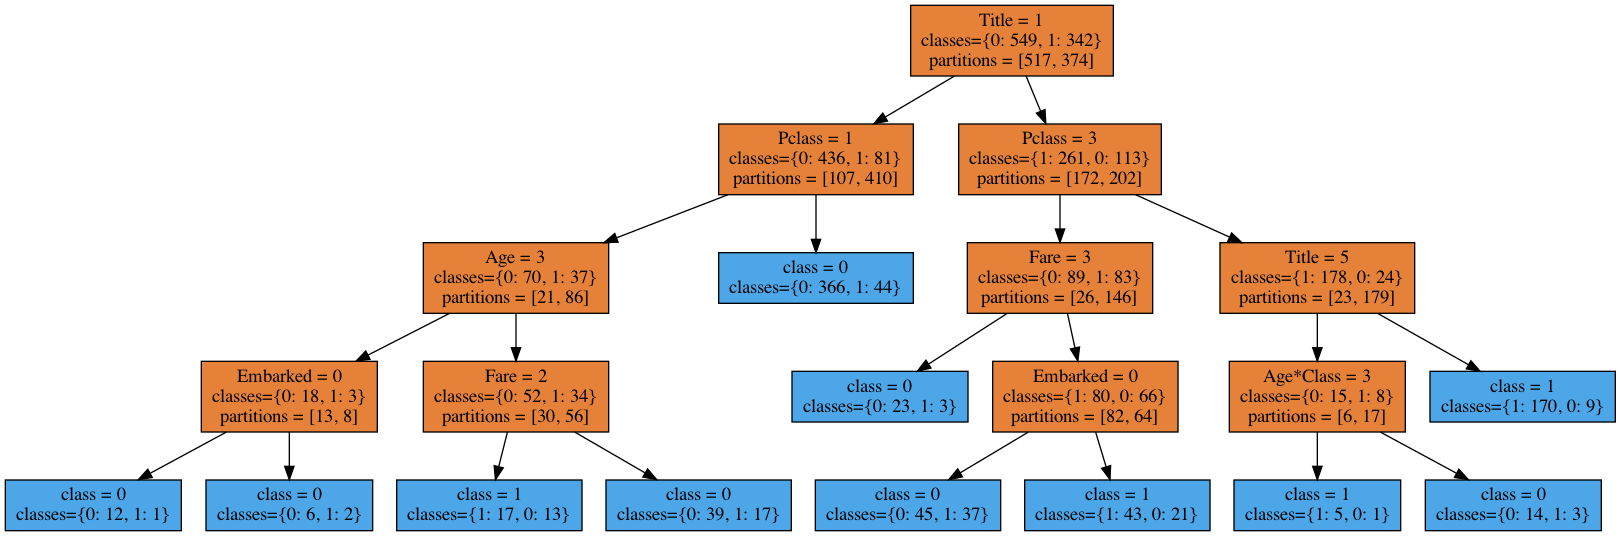 Title = 1
classes={0: 549, 1: 342}
partitions = [517, 374]
Pclass = 1
classes={0: 436, 1: 81}
partitions = [107, 410]
Pclass = 3
classes={1: 261, 0: 113}
partitions = [172, 202]
Age = 3
classes={0: 70, 1: 37}
partitions = [21, 86]
class = 0
classes={0: 366, 1: 44}
Fare = 3
classes={0: 89, 1: 83}
partitions = [26, 146]
Title = 5
classes={1: 178, 0: 24}
partitions = [23, 179]
Embarked = 0
classes={0: 18, 1: 3}
partitions = [13, 8]
Fare = 2
classes={0: 52, 1: 34}
partitions = [30, 56]
class = 0
classes={0: 23, 1: 3}
Embarked = 0
classes={1: 80, 0: 66}
partitions = [82, 64]
Age*Class = 3
classes={0: 15, 1: 8}
partitions = [6, 17]
class = 1
classes={1: 170, 0: 9}
class = 0
classes={0: 12, 1: 1}
class = 0
classes={0: 6, 1: 2}
class = 1
classes={1: 17, 0: 13}
class = 0
classes={0: 39, 1: 17}
class = 0
classes={0: 45, 1: 37}
class = 1
classes={1: 43, 0: 21}
class = 1
classes={1: 5, 0: 1}
class = 0
classes={0: 14, 1: 3}